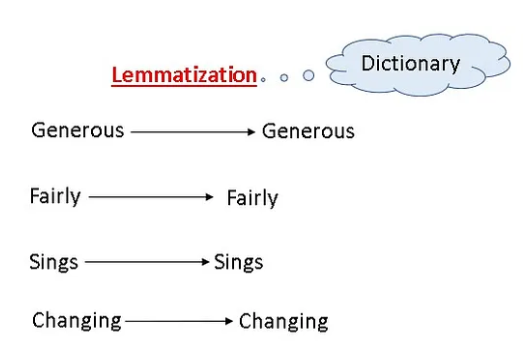 Dictionary
Lemmatization
Generous Generous
Fairly Fairly
Sings Sings
Changing Changing